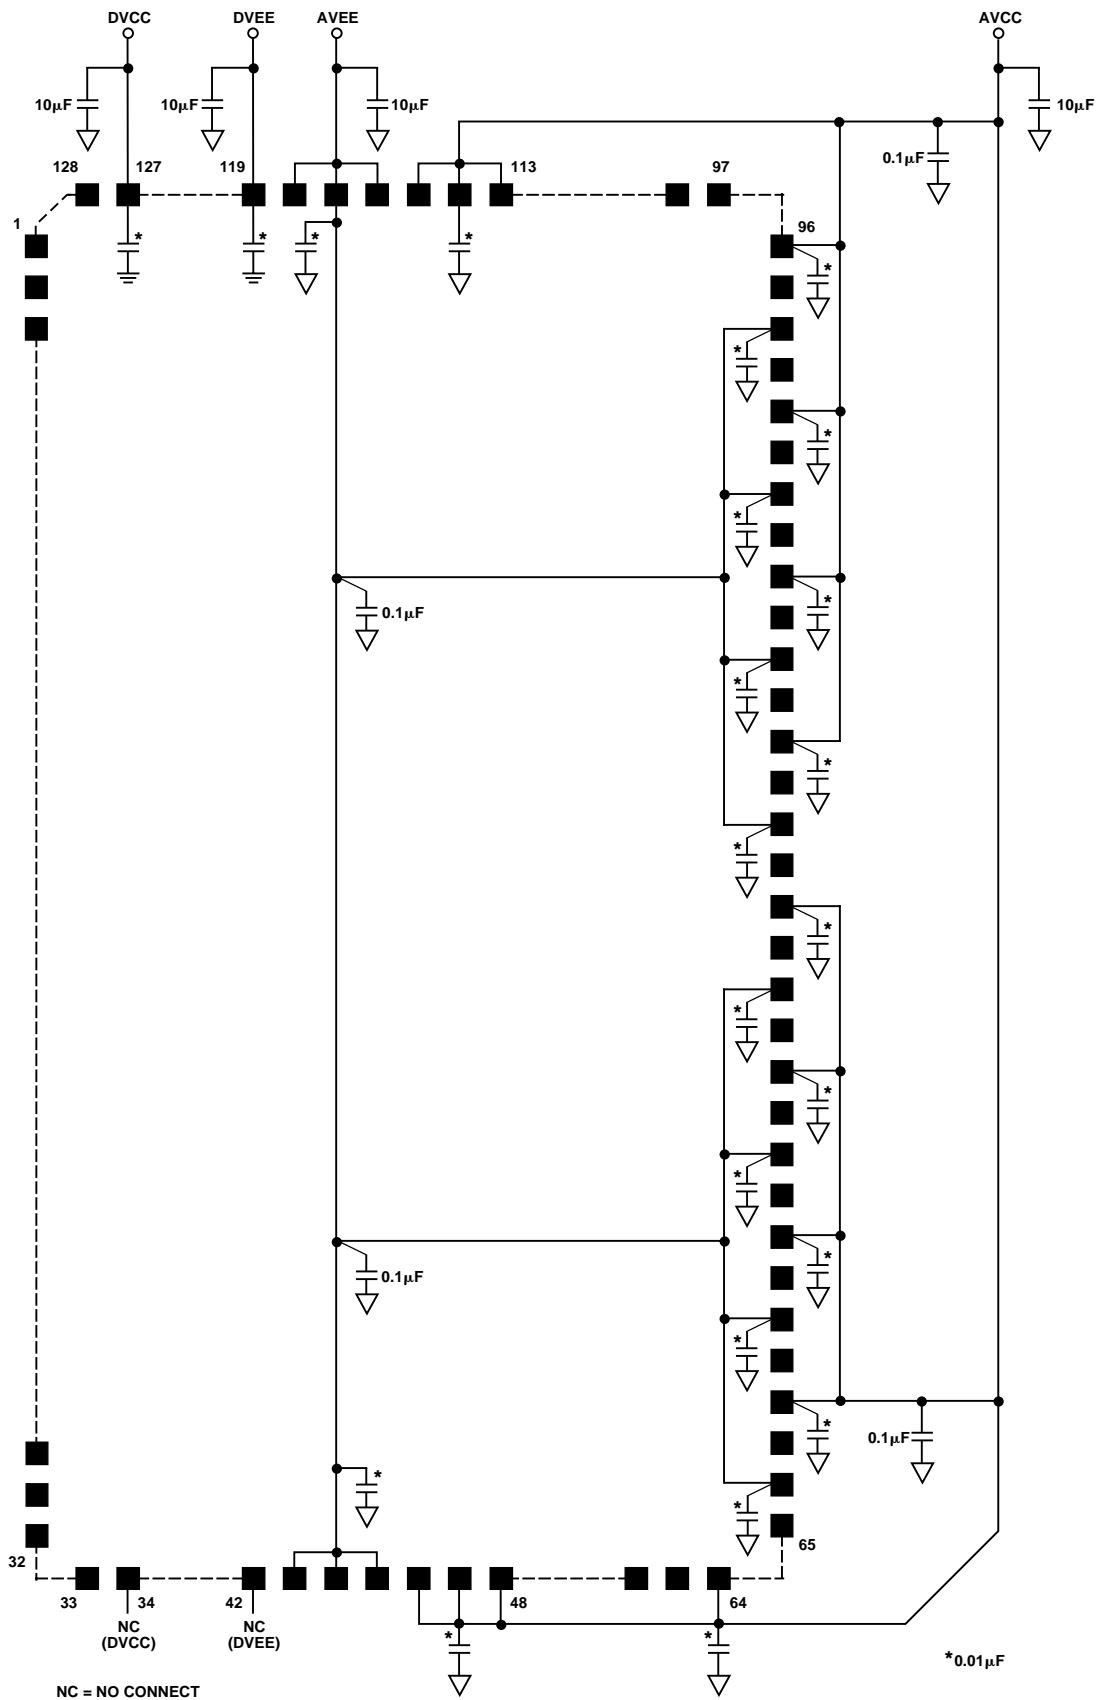 DVCC DVEE AVEE AVCC
10μF 10μF 10μF 10μF
0.1μF
128 127 119 113 97
1 * * * * 96
*
*
*
*
*
0.1μF
*
*
*
*
*
*
*
*
0.1μF
*
*
*
0.1μF
*
*
32 65
33 34 42 48 64
NC
(DVCC)
NC
(DVEE)
* *
*0.01μF
NC = NO CONNECT